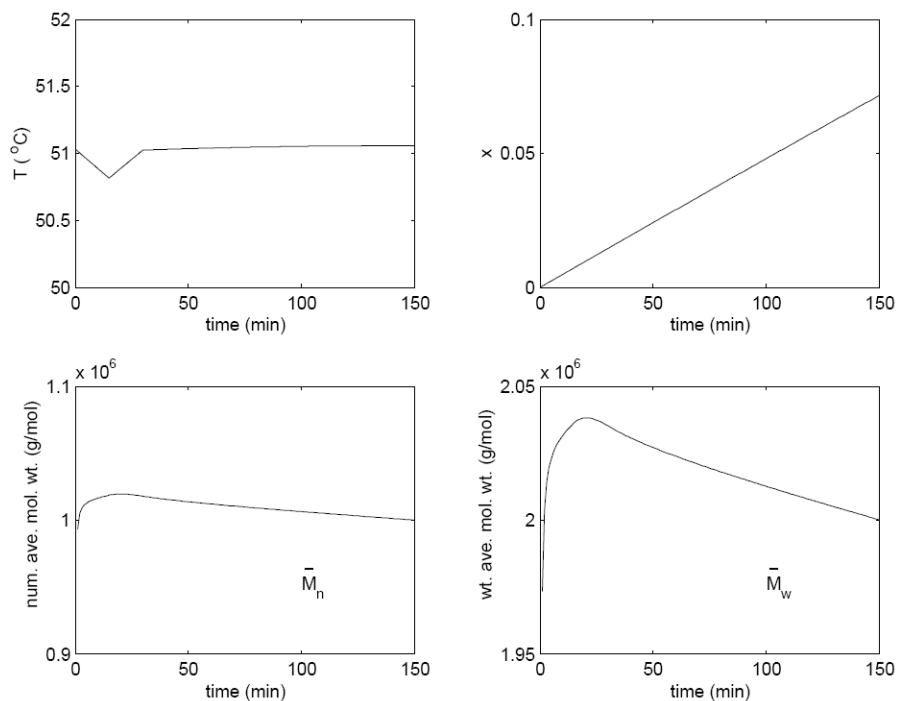 52
51.5
51
50.5
50
T ( °C)
0
50
100
150
time (min)
0.1
0.05
0
x
0
50
100
150
time (min)
x 10^6
1.1
1
0.9
num. ave. mol. wt. (g/mol)
M̄_n
0
50
100
150
time (min)
x 10^6
2.05
2
1.95
wt. ave. mol. wt. (g/mol)
M̄_w
0
50
100
150
time (min)